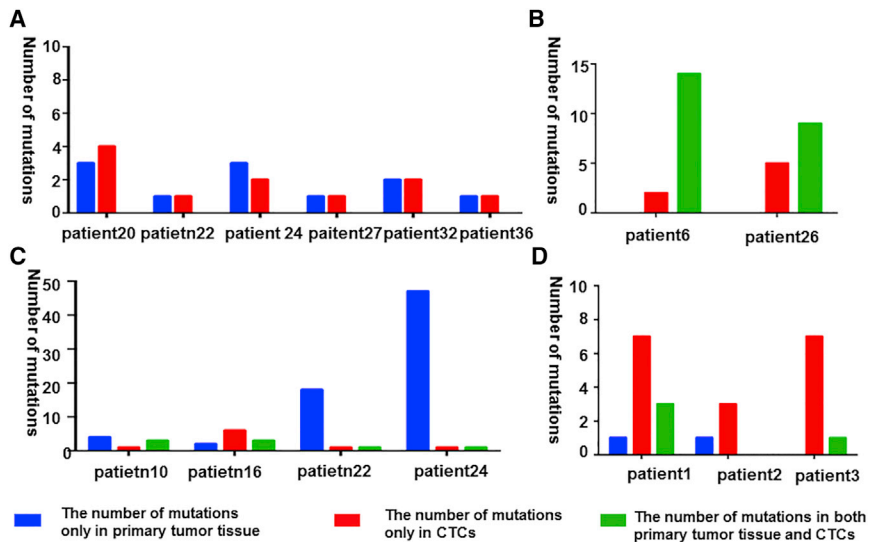 A
Number of mutations
10
8
6
4
2
0
patient20 patietn22 patient 24 paitent27 patient32 patient36
B
Number of mutations
15
10
5
0
patient6 patient26
C
Number of mutations
50
40
30
20
10
0
patietn10 patietn16 patietn22 patient24
D
Number of mutations
10
8
6
4
2
0
patient1 patient2 patient3
The number of mutations
only in primary tumor tissue
The number of mutations
only in CTCs
The number of mutations in both
primary tumor tissue and CTCs